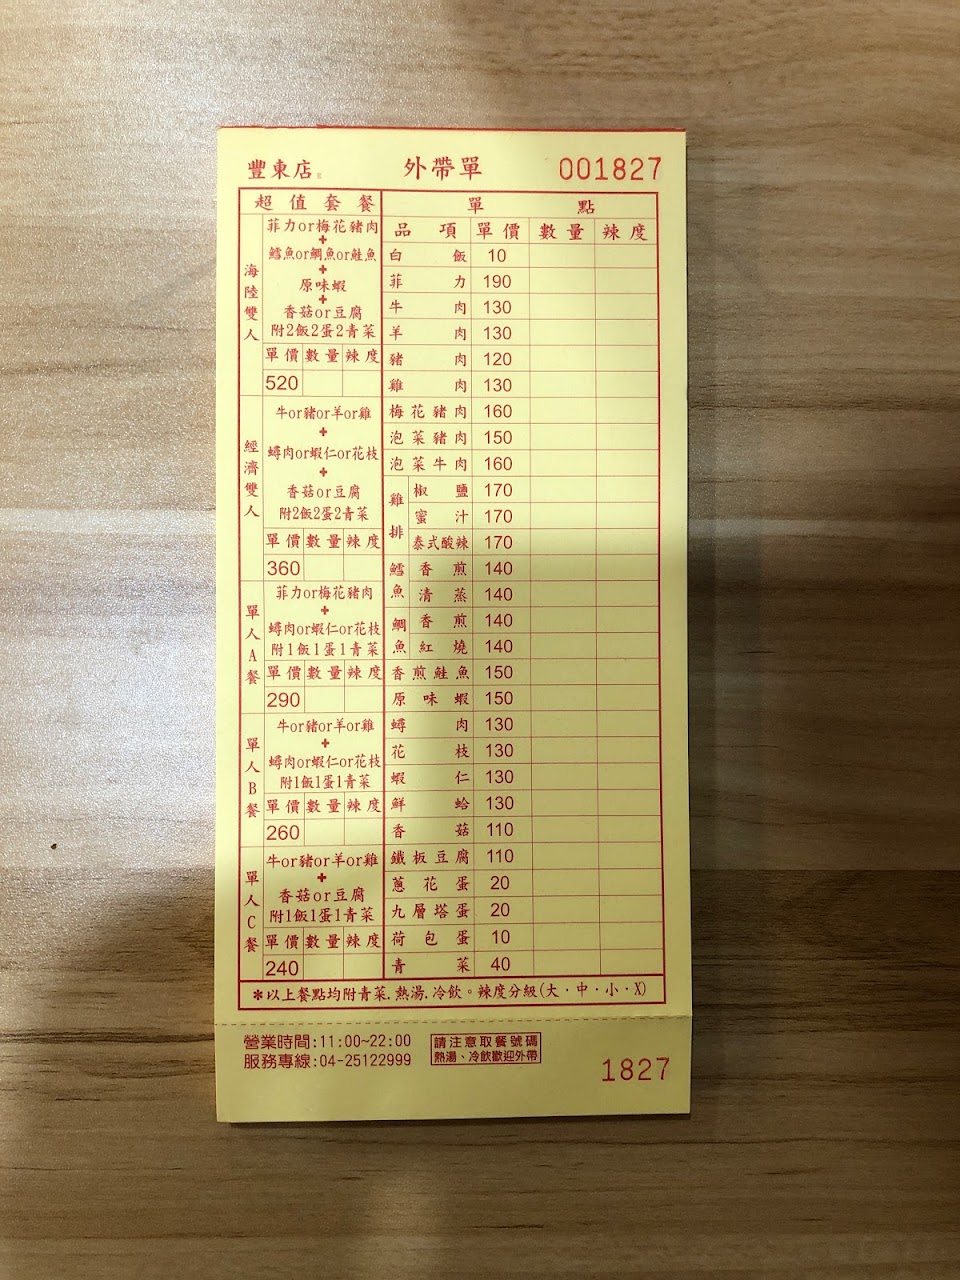 豐東店
外帶單
001827
超值套餐
海陸雙人
菲力or梅花豬肉
+
鱈魚or鯛魚or鮭魚
+
原味蝦
+
香菇or豆腐
附2飯2蛋2青菜
單價 數量 辣度
520
經濟雙人
牛or豬or羊or雞
+
蟳肉or蝦仁or花枝
+
香菇or豆腐
附2飯2蛋2青菜
單價 數量 辣度
360
單人A餐
菲力or梅花豬肉
+
蟳肉or蝦仁or花枝
附1飯1蛋1青菜
單價 數量 辣度
290
單人B餐
牛or豬or羊or雞
+
蟳肉or蝦仁or花枝
附1飯1蛋1青菜
單價 數量 辣度
260
單人C餐
牛or豬or羊or雞
+
香菇or豆腐
附1飯1蛋1青菜
單價 數量 辣度
240
單點
品項 單價 數量 辣度
白飯 10
菲力 190
牛肉 130
羊肉 130
豬肉 120
雞肉 130
梅花豬肉 160
泡菜豬肉 150
泡菜牛肉 160
雞排
椒鹽 170
蜜汁 170
泰式酸辣 170
鱈魚
香煎 140
清蒸 140
鯛魚
香煎 140
紅燒 140
香煎鮭魚 150
原味蝦 150
蟳肉 130
花枝 130
蝦仁 130
鮮蛤 130
香菇 110
鐵板豆腐 110
蔥花蛋 20
九層塔蛋 20
荷包蛋 10
青菜 40
*以上餐點均附青菜.熱湯.冷飲。辣度分級(大·中·小·X)
營業時間:11:00~22:00
服務專線:04-25122999
請注意取餐號碼
熱湯、冷飲歡迎外帶
1827